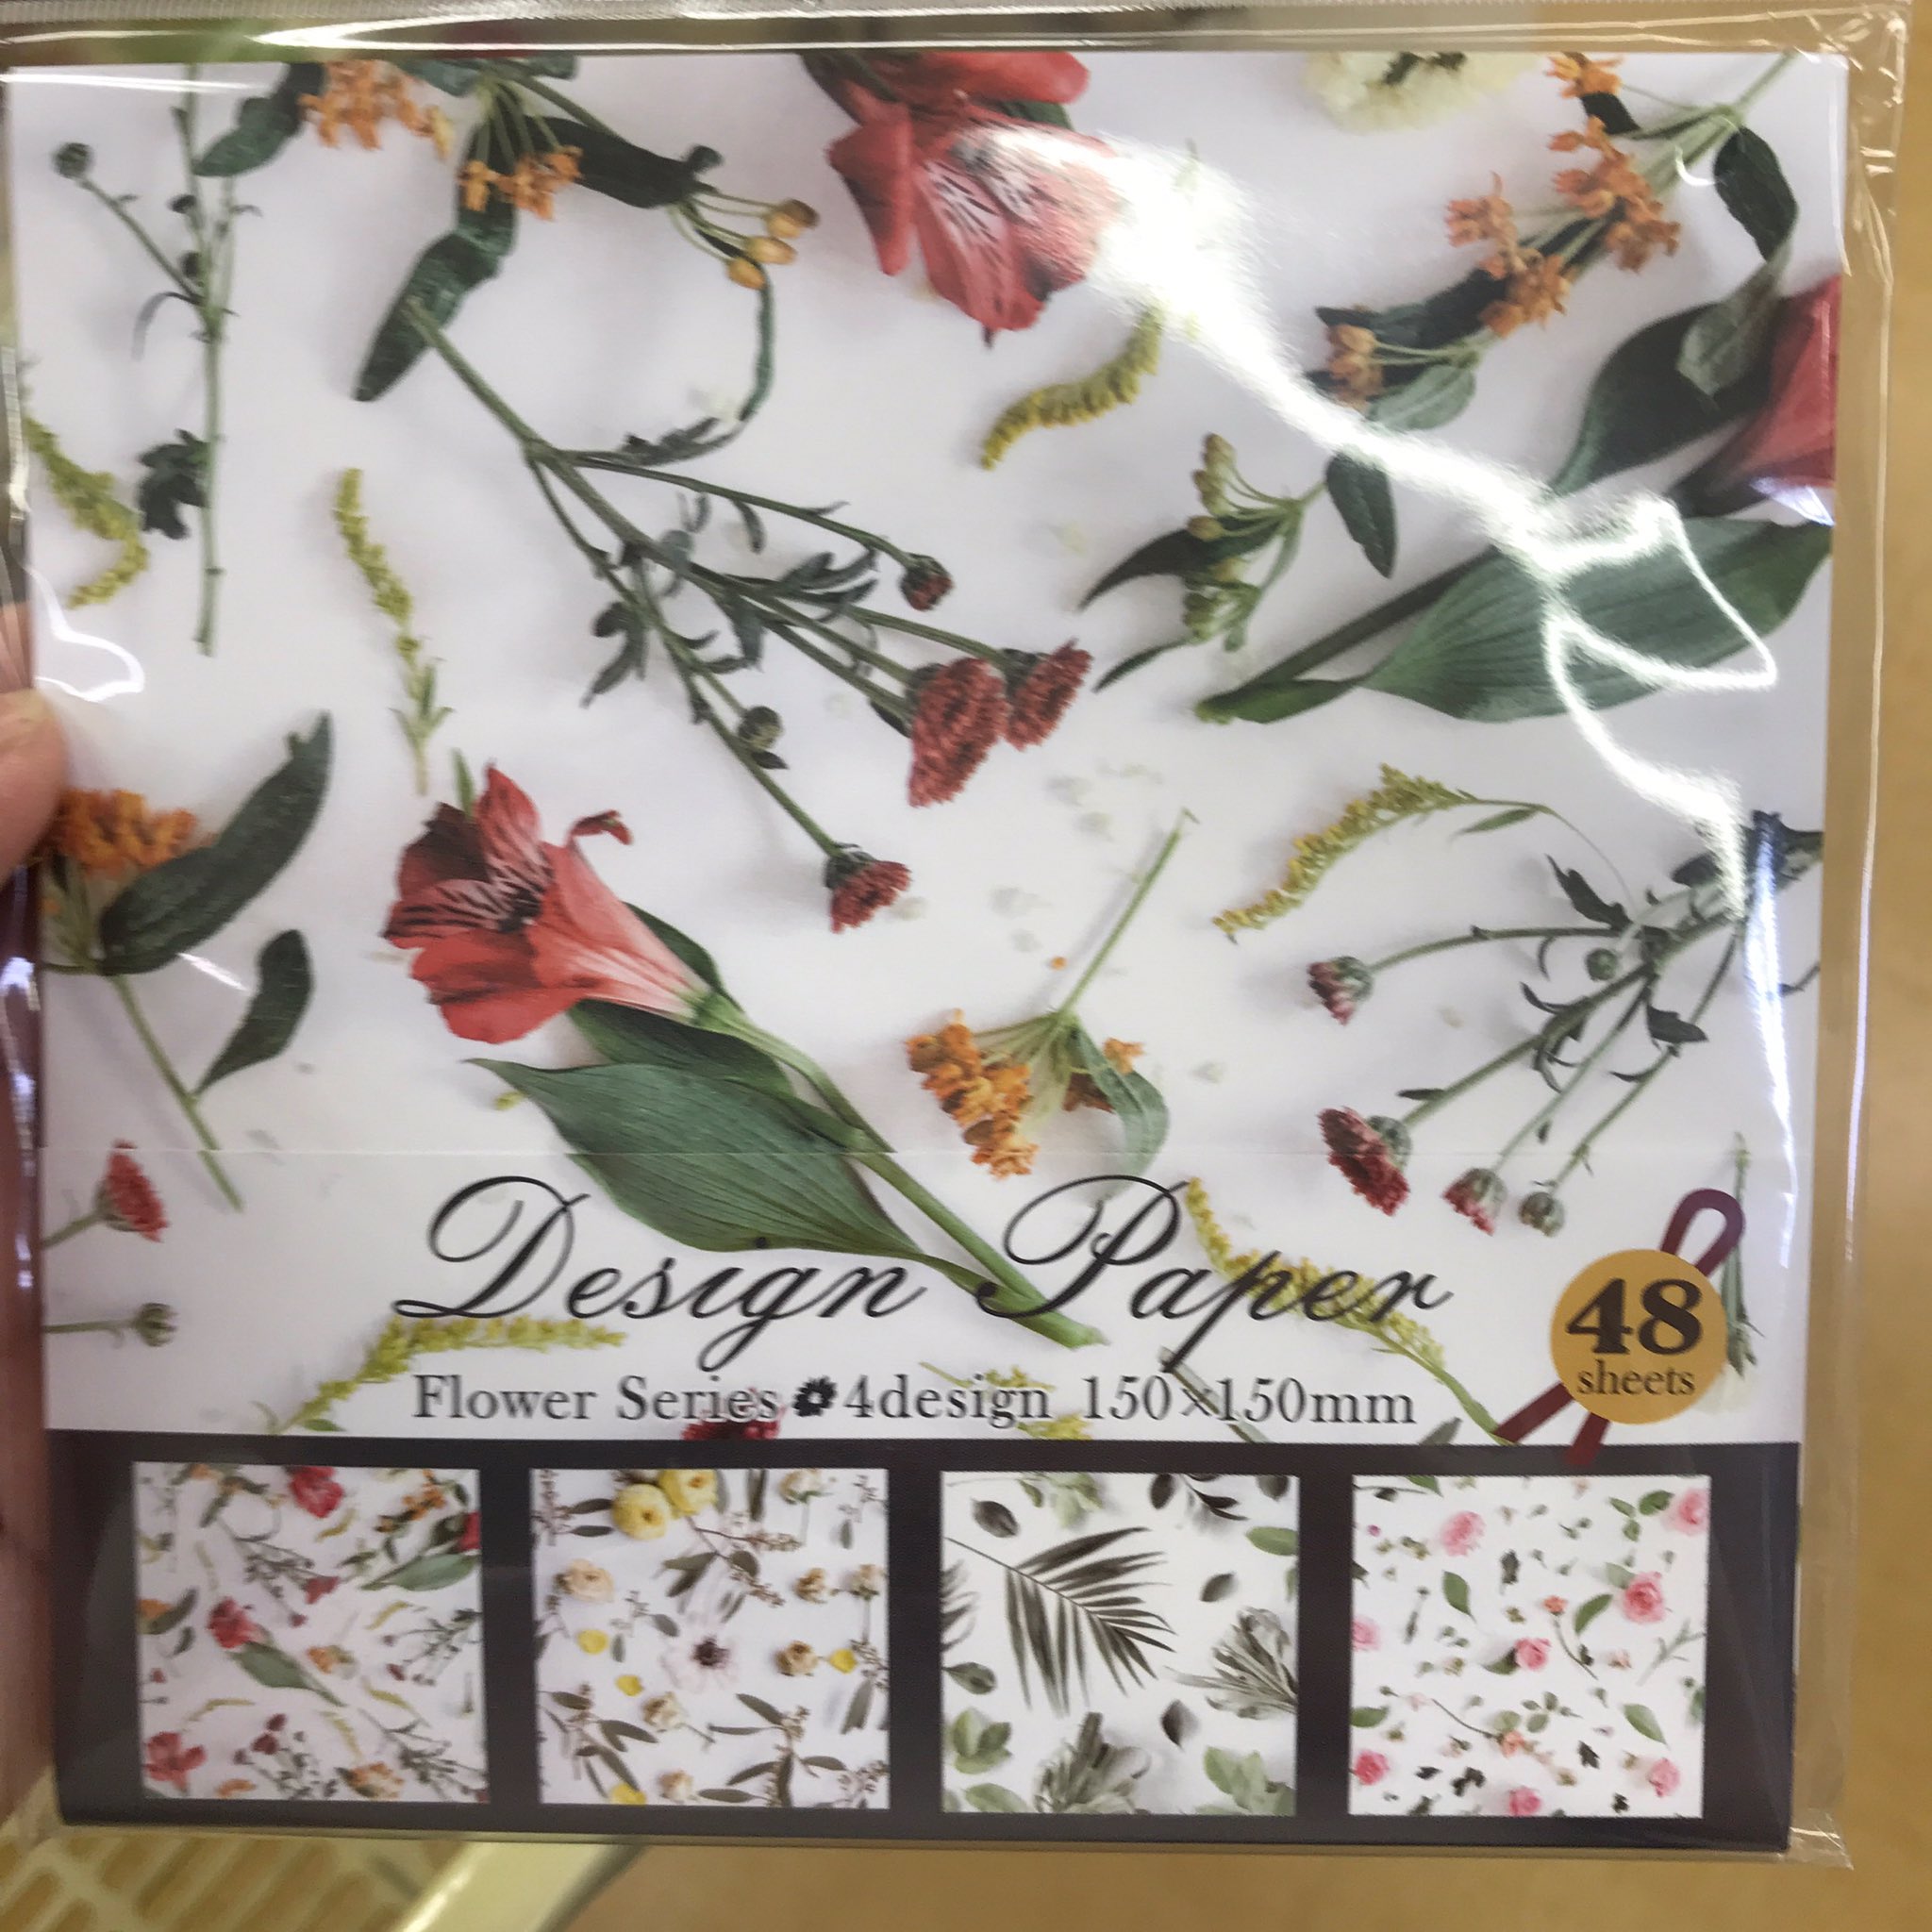 Design Paper
Flower Series 4design 150×150mm
48
sheets